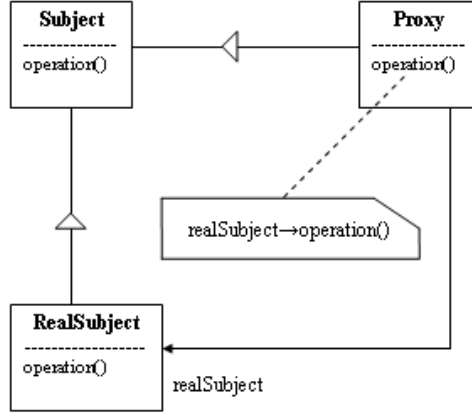 Subject
operation()
Proxy
operation()
realSubject→operation()
RealSubject
operation()
realSubject